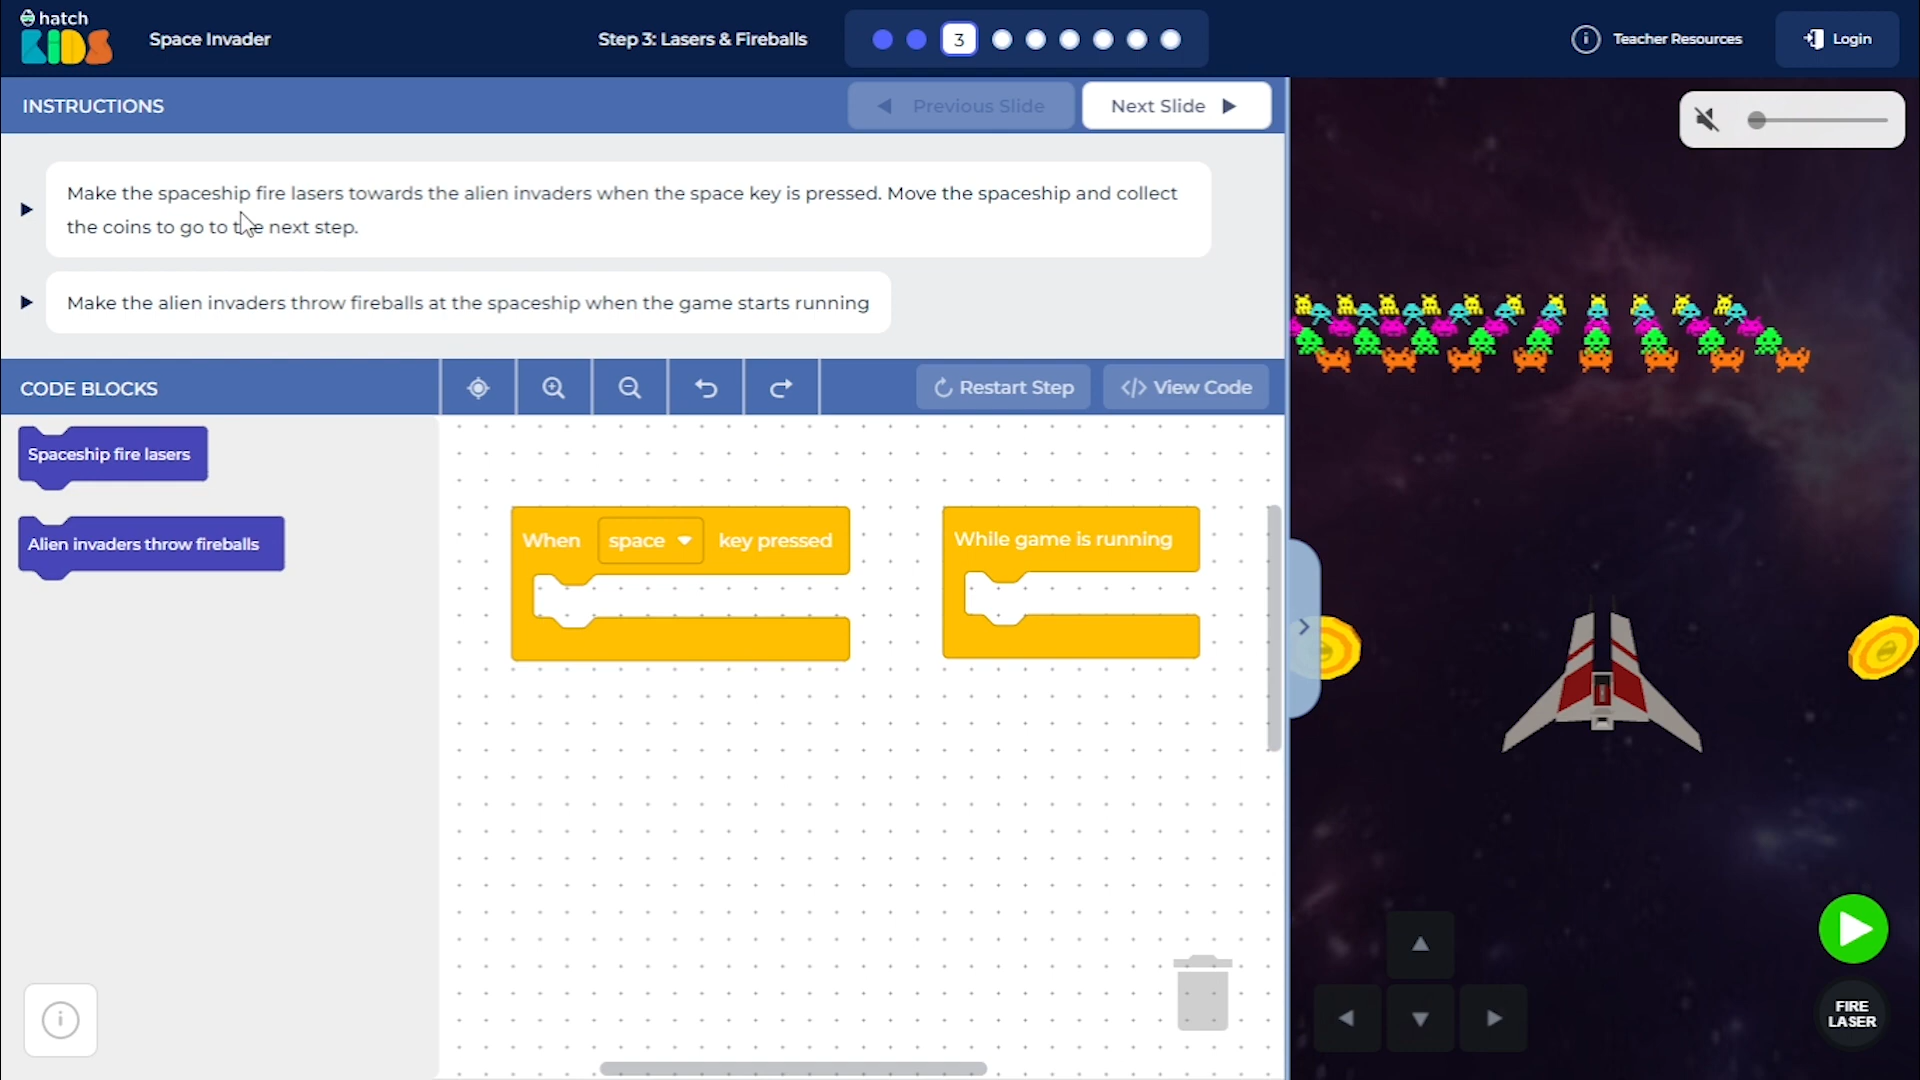 hatch
KIDS
Space Invader
Step 3: Lasers & Fireballs
3
Teacher Resources
Login
INSTRUCTIONS
Previous Slide
Next Slide
Make the spaceship fire lasers towards the alien invaders when the space key is pressed. Move the spaceship and collect
the coins to go to the next step.
Make the alien invaders throw fireballs at the spaceship when the game starts running
CODE BLOCKS
Restart Step
</> View Code
Spaceship fire lasers
Alien invaders throw fireballs
When space key pressed
While game is running
FIRE
LASER